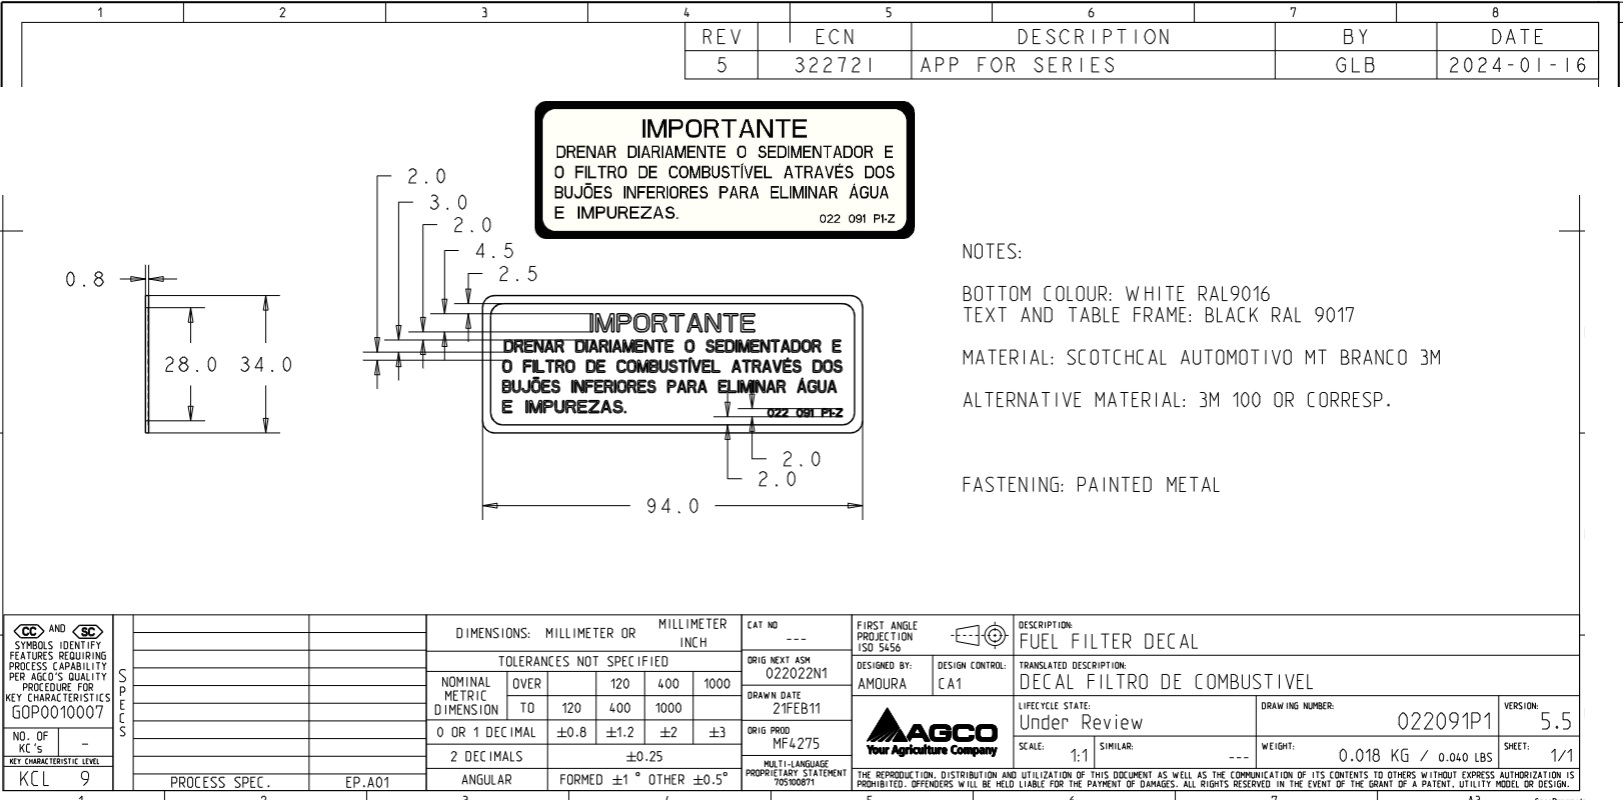 1 2 3 4 5 6 7 8
REV ECN DESCRIPTION BY DATE
5 322721 APP FOR SERIES GLB 2024-01-16
IMPORTANTE
DRENAR DIARIAMENTE O SEDIMENTADOR E
O FILTRO DE COMBUSTÍVEL ATRAVÉS DOS
BUJÕES INFERIORES PARA ELIMINAR ÁGUA
E IMPUREZAS.
022 091 P1-Z
2.0
3.0
2.0
4.5
2.5
0.8
28.0 34.0
IMPORTANTE
DRENAR DIARIAMENTE O SEDIMENTADOR E
O FILTRO DE COMBUSTÍVEL ATRAVÉS DOS
BUJÕES INFERIORES PARA ELIMINAR ÁGUA
E IMPUREZAS.
022 091 P1-Z
2.0
2.0
94.0
NOTES:
BOTTOM COLOUR: WHITE RAL9016
TEXT AND TABLE FRAME: BLACK RAL 9017
MATERIAL: SCOTCHCAL AUTOMOTIVO MT BRANCO 3M
ALTERNATIVE MATERIAL: 3M 100 OR CORRESP.
FASTENING: PAINTED METAL
CC AND SC
SYMBOLS IDENTIFY
FEATURES REQUIRING
PROCESS CAPABILITY
PER AGCO'S QUALITY
PROCEDURE FOR
KEY CHARACTERISTICS
GOP0010007
NO. OF
KC's -
KEY CHARACTERISTIC LEVEL
KCL 9
SPECS
PROCESS SPEC. EP.A01
DIMENSIONS: MILLIMETER OR MILLIMETER
INCH
TOLERANCES NOT SPECIFIED
NOMINAL
METRIC
DIMENSION
OVER 120 400 1000
TO 120 400 1000
0 OR 1 DECIMAL ±0.8 ±1.2 ±2 ±3
2 DECIMALS ±0.25
ANGULAR FORMED ±1 ° OTHER ±0.5°
CAT NO
---
ORIG NEXT ASM
022022N1
DRAWN DATE
21FEB11
ORIG PROD
MF4275
MULTI-LANGUAGE
PROPRIETARY STATEMENT
705100871
FIRST ANGLE
PROJECTION
ISO 5456
DESIGNED BY:
AMOURA
DESIGN CONTROL:
CA1
AGCO
Your Agriculture Company
DESCRIPTION:
FUEL FILTER DECAL
TRANSLATED DESCRIPTION:
DECAL FILTRO DE COMBUSTIVEL
LIFECYCLE STATE:
Under Review
DRAWING NUMBER:
022091P1
VERSION:
5.5
SCALE: 1:1
SIMILAR: ---
WEIGHT: 0.018 KG / 0.040 LBS
SHEET: 1/1
THE REPRODUCTION, DISTRIBUTION AND UTILIZATION OF THIS DOCUMENT AS WELL AS THE COMMUNICATION OF ITS CONTENTS TO OTHERS WITHOUT EXPRESS AUTHORIZATION IS
PROHIBITED. OFFENDERS WILL BE HELD LIABLE FOR THE PAYMENT OF DAMAGES. ALL RIGHTS RESERVED IN THE EVENT OF THE GRANT OF A PATENT, UTILITY MODEL OR DESIGN.